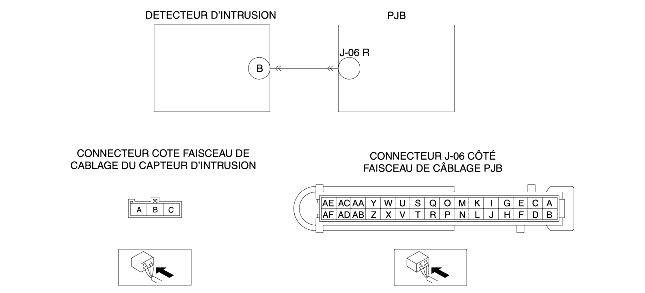 DETECTEUR D'INTRUSION
PJB
J-06 R
B
CONNECTEUR COTE FAISCEAU DE
CABLAGE DU CAPTEUR D'INTRUSION
CONNECTEUR J-06 CÔTÉ
FAISCEAU DE CÂBLAGE PJB
A B C
AE AC AA Y W U S Q O M K I G E C A
AF AD AB Z X V T R P N L J H F D B